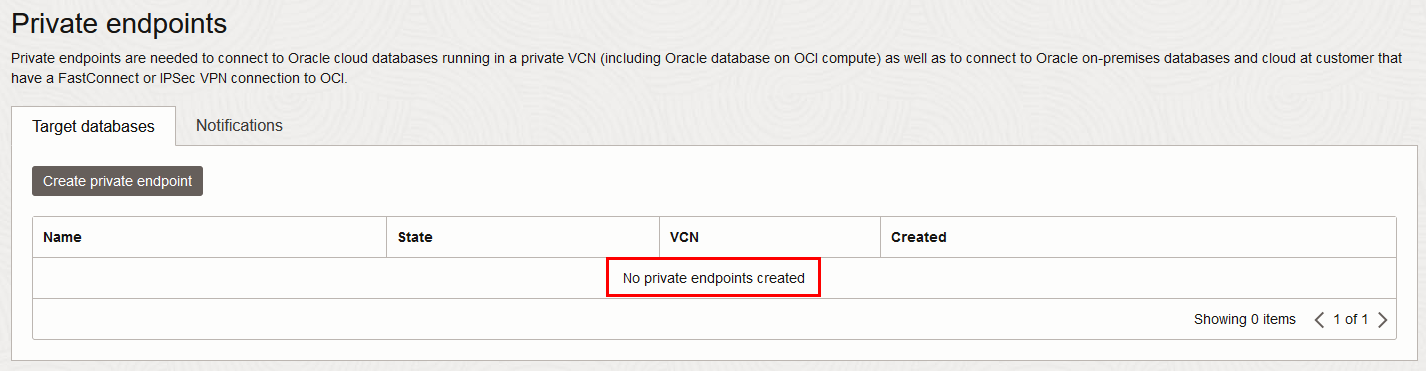 Private endpoints
Private endpoints are needed to connect to Oracle cloud databases running in a private VCN (including Oracle database on OCI compute) as well as to connect to Oracle on-premises databases and cloud at customer that
have a FastConnect or IPSec VPN connection to OCI.
Target databases Notifications
Create private endpoint
Name State VCN Created
No private endpoints created
Showing 0 items 1 of 1